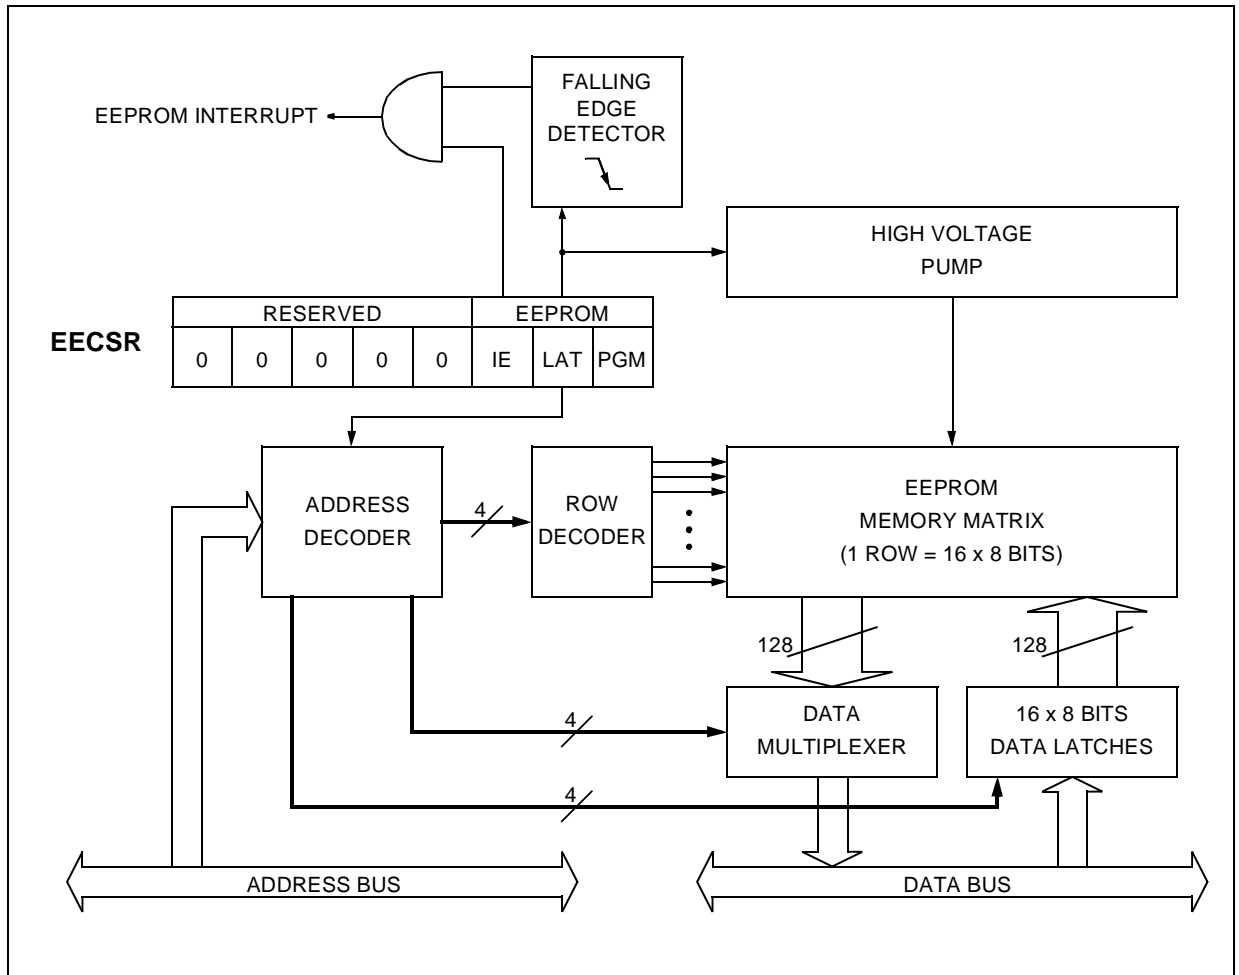 FALLING
EDGE
DETECTOR
EEPROM INTERRUPT
HIGH VOLTAGE
PUMP
RESERVED EEPROM
EECSR
0 0 0 0 0 IE LAT PGM
ADDRESS
DECODER
4
ROW
DECODER
EEPROM
MEMORY MATRIX
(1 ROW = 16 x 8 BITS)
128
128
4
DATA
MULTIPLEXER
16 x 8 BITS
DATA LATCHES
4
ADDRESS BUS
DATA BUS